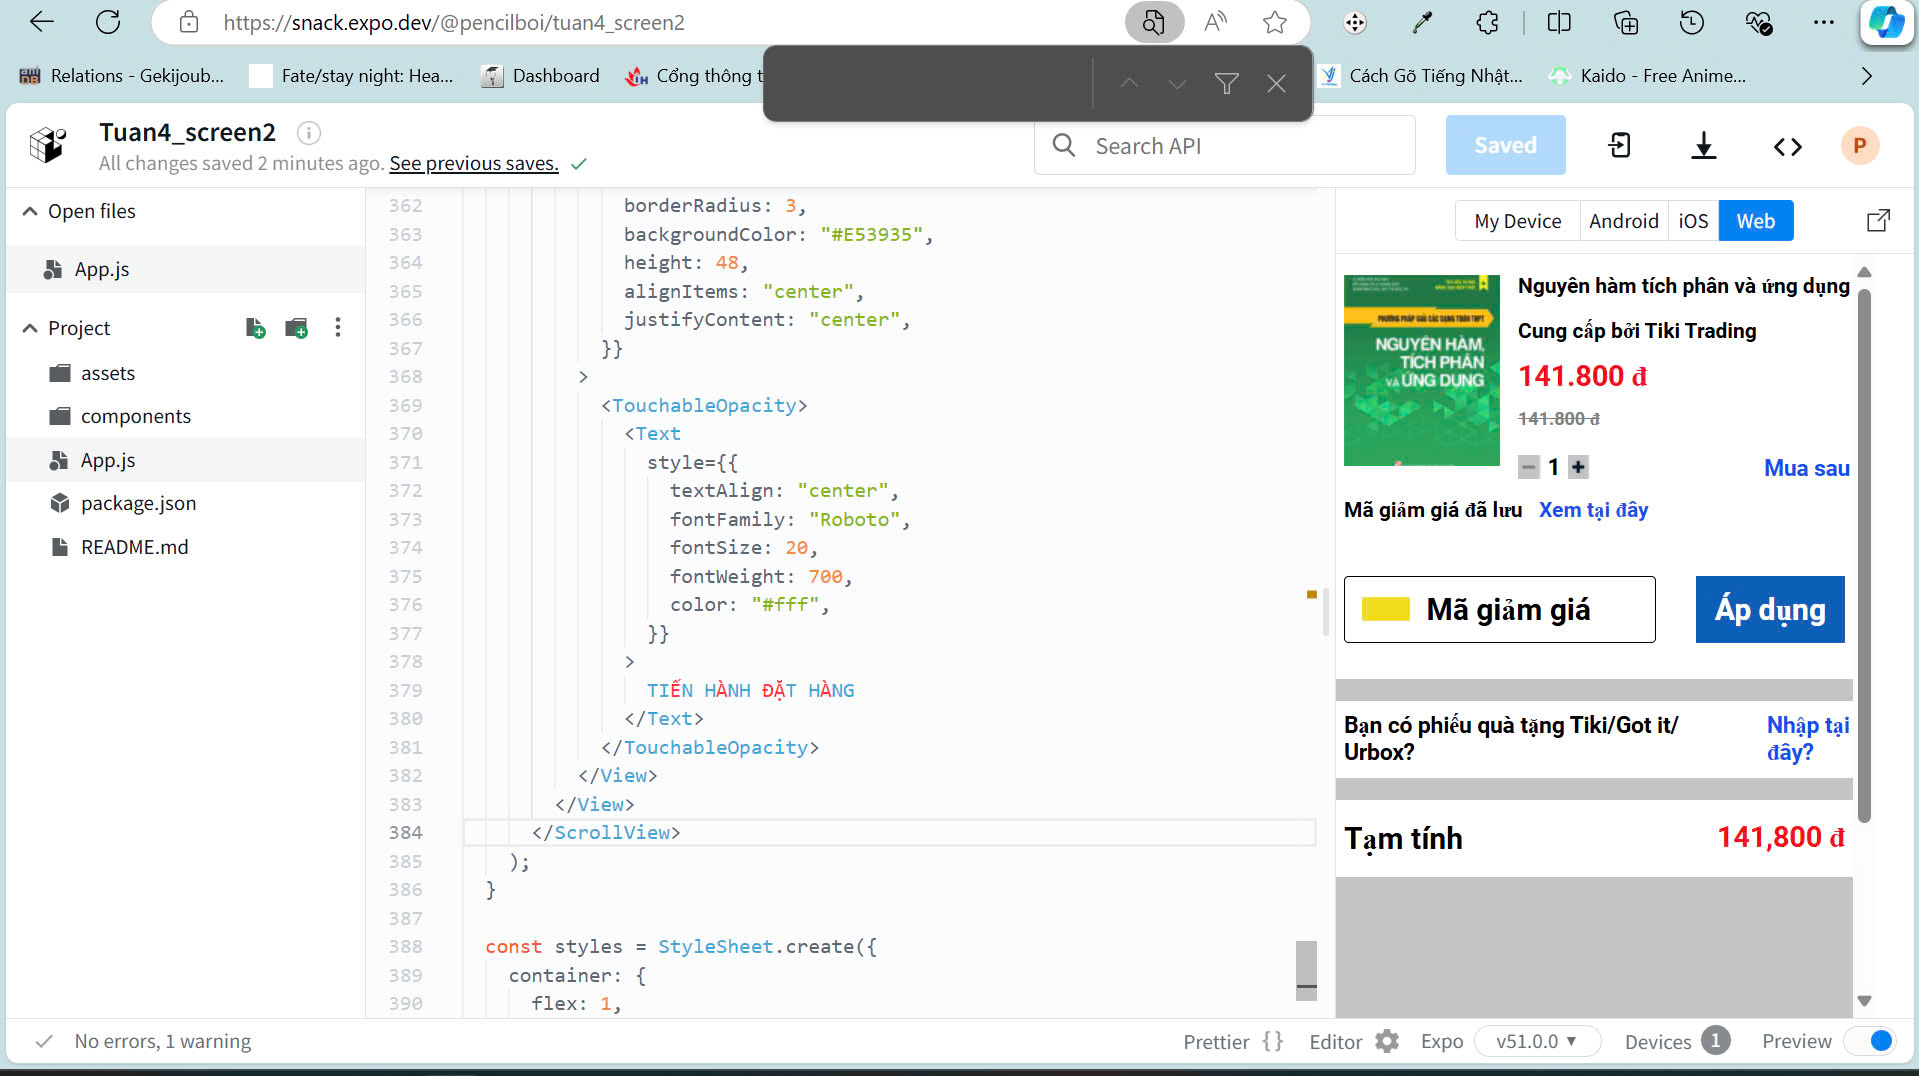 https://snack.expo.dev/@pencilboi/tuan4_screen2
Relations - Gekijoub...
Fate/stay night: Hea...
Dashboard
Cổng thông t
Cách Gõ Tiếng Nhật...
Kaido - Free Anime...
Tuan4_screen2
All changes saved 2 minutes ago. See previous saves.
Search API
Saved
P
Open files
App.js
Project
assets
components
App.js
package.json
README.md
362 borderRadius: 3,
363 backgroundColor: "#E53935",
364 height: 48,
365 alignItems: "center",
366 justifyContent: "center",
367 }}
368 >
369 <TouchableOpacity>
370 <Text
371 style={{
372 textAlign: "center",
373 fontFamily: "Roboto",
374 fontSize: 20,
375 fontWeight: 700,
376 color: "#fff",
377 }}
378 >
379 TIẾN HÀNH ĐẶT HÀNG
380 </Text>
381 </TouchableOpacity>
382 </View>
383 </View>
384 </ScrollView>
385 );
386 }
387
388 const styles = StyleSheet.create({
389 container: {
390 flex: 1,
My Device
Android
iOS
Web
PHƯƠNG PHÁP GIẢI CÁC DẠNG TOÁN THPT
NGUYÊN HÀM,
TÍCH PHÂN
VÀ ỨNG DỤNG
Nguyên hàm tích phân và ứng dụng
Cung cấp bởi Tiki Trading
141.800 đ
141.800 đ
1
Mua sau
Mã giảm giá đã lưu Xem tại đây
Mã giảm giá
Áp dụng
Bạn có phiếu quà tặng Tiki/Got it/
Urbox?
Nhập tại
đây?
Tạm tính
141,800 đ
No errors, 1 warning
Prettier {}
Editor
Expo
v51.0.0
Devices 1
Preview